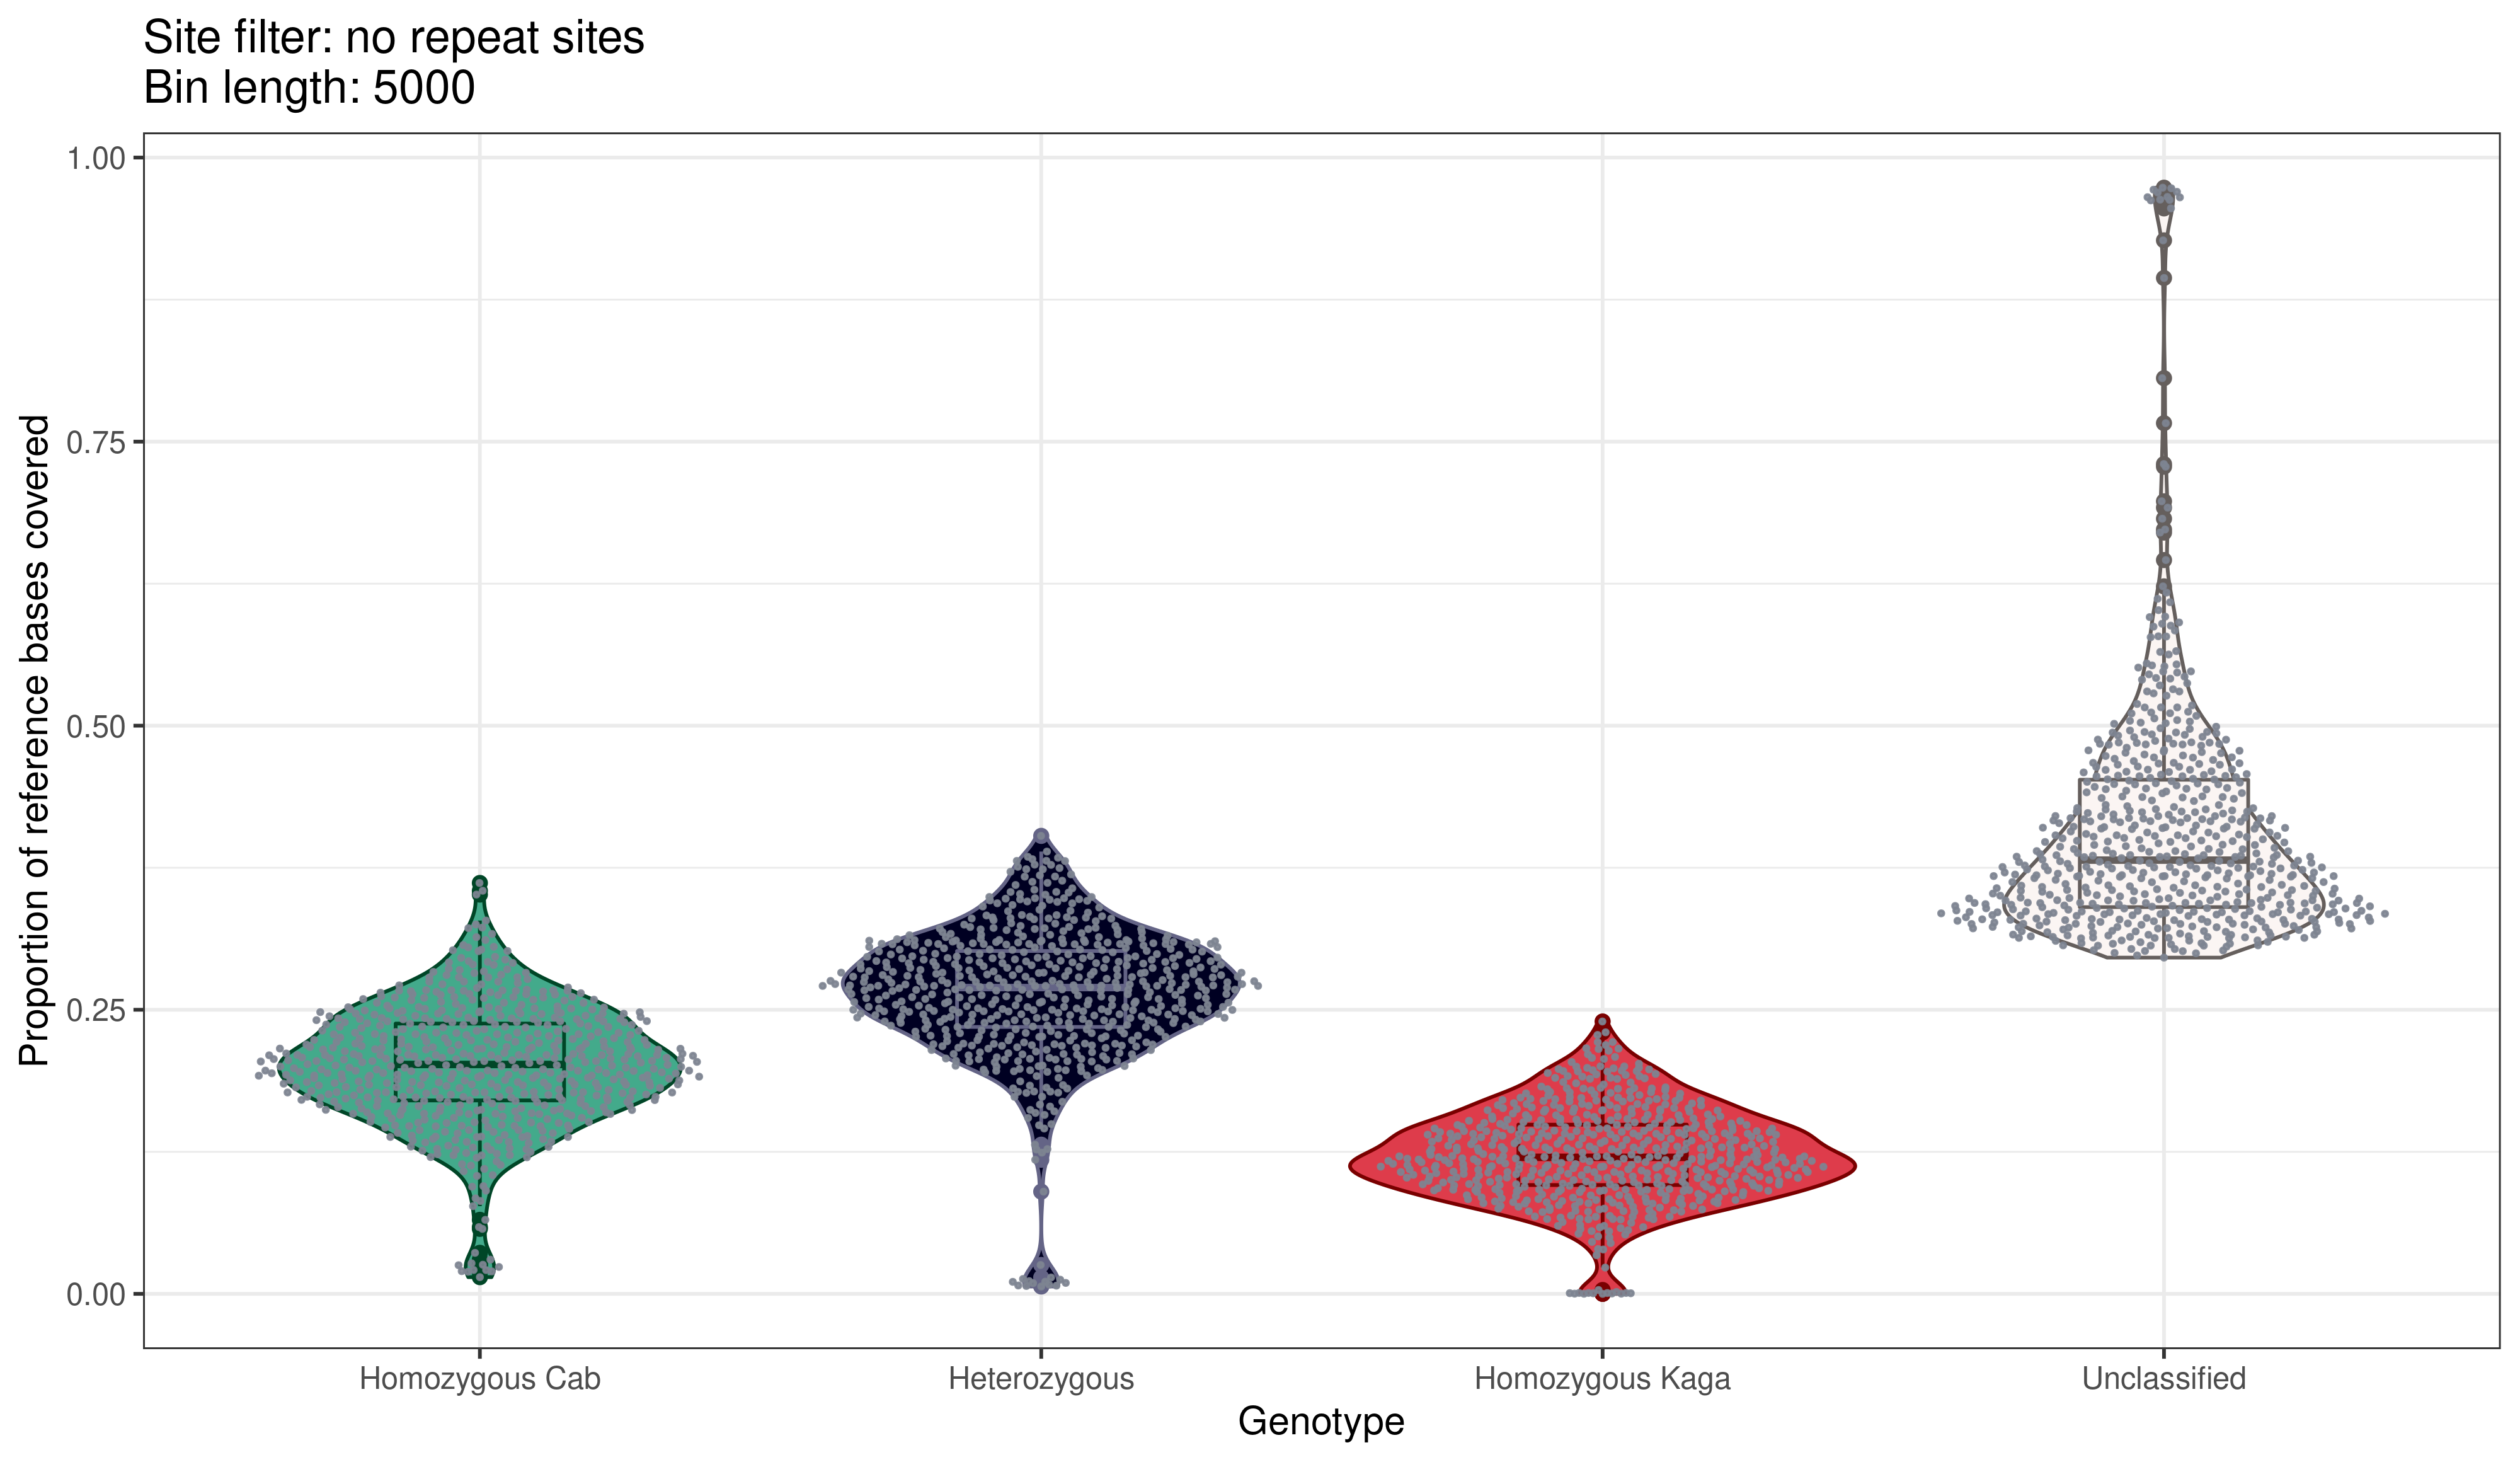 Site filter: no repeat sites
Bin length: 5000
Proportion of reference bases covered
1.00
0.75
0.50
0.25
0.00
Homozygous Cab
Heterozygous
Homozygous Kaga
Unclassified
Genotype